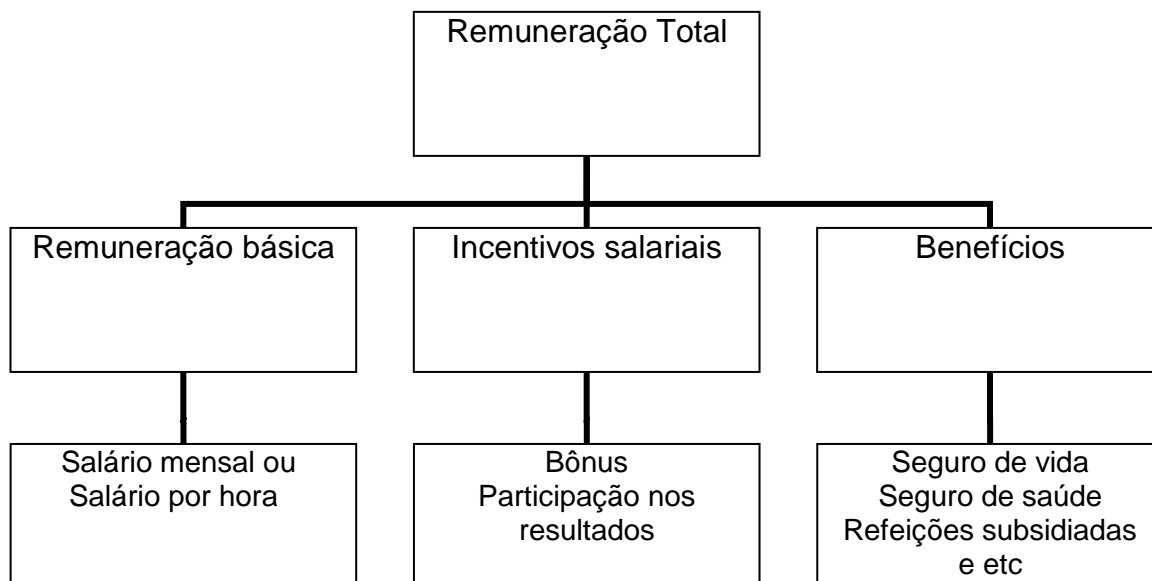 Remuneração Total
Remuneração básica
Incentivos salariais
Benefícios
Salário mensal ou
Salário por hora
Bônus
Participação nos
resultados
Seguro de vida
Seguro de saúde
Refeições subsidiadas
e etc